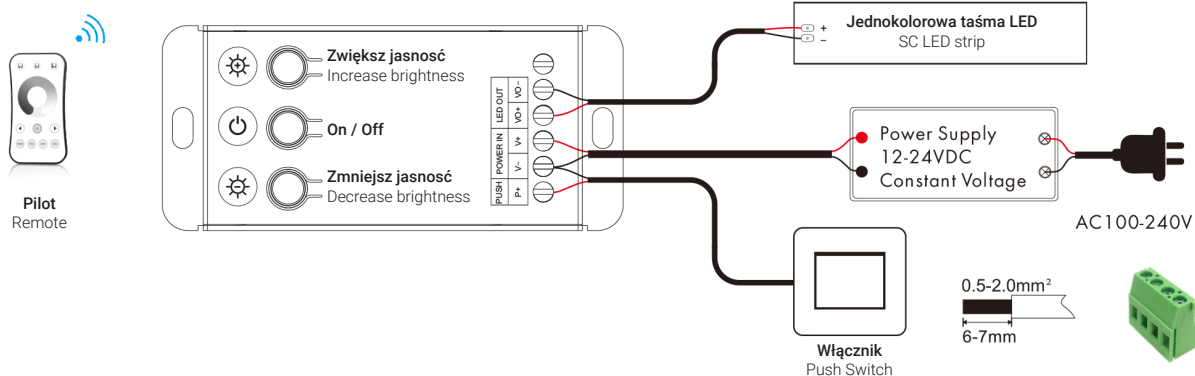 Pilot
Remote
Zwiększ jasność
Increase brightness
On / Off
Zmniejsz jasność
Decrease brightness
LED OUT
VO−
VO+
POWER IN
V+
V−
PUSH
P+
+
−
Jednokolorowa taśma LED
SC LED strip
Power Supply
12-24VDC
Constant Voltage
AC100-240V
Włącznik
Push Switch
0.5-2.0mm²
6-7mm